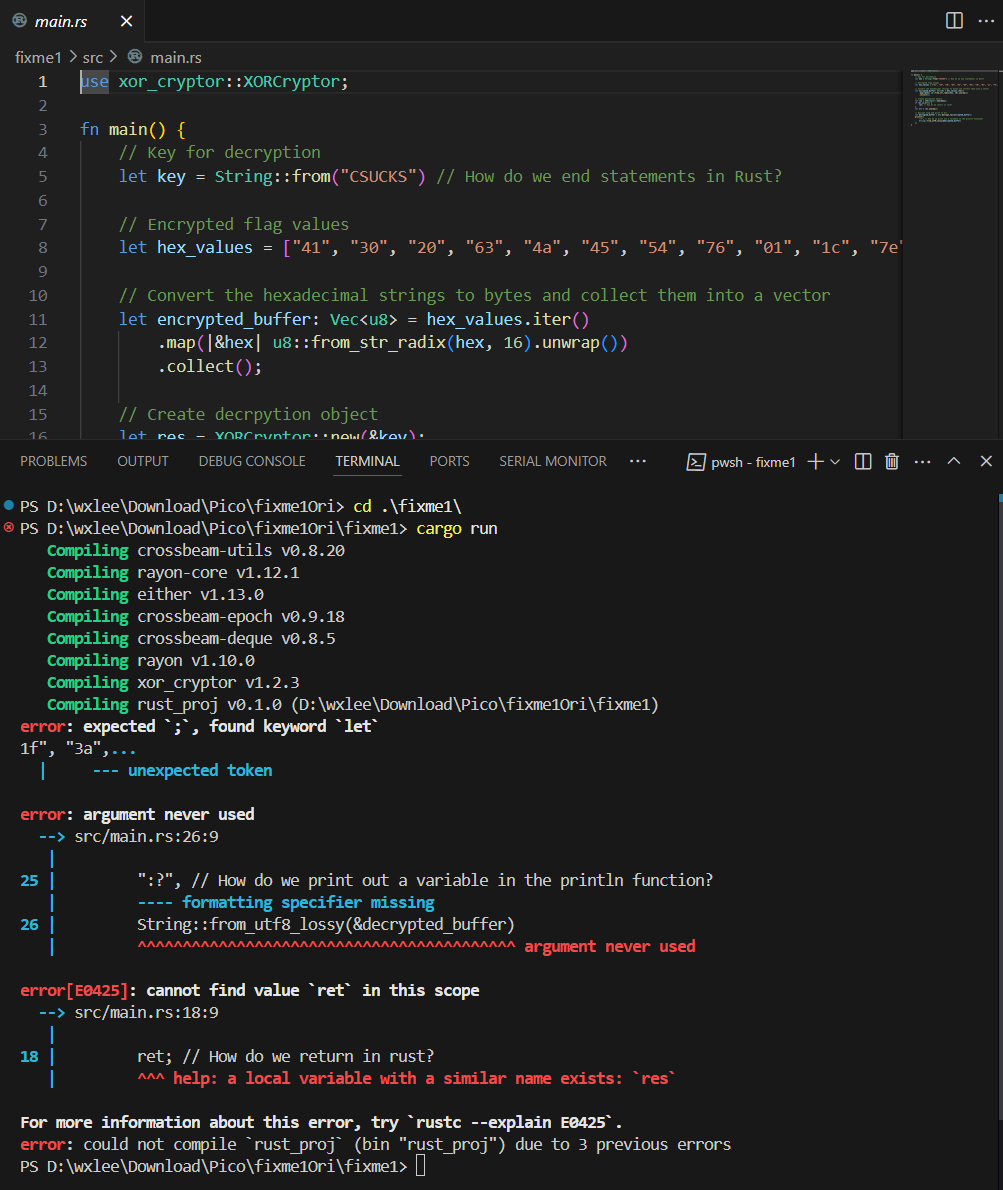 main.rs
fixme1 > src > main.rs
1 use xor_cryptor::XORCryptor;
2
3 fn main() {
4 // Key for decryption
5 let key = String::from("CSUCKS") // How do we end statements in Rust?
6
7 // Encrypted flag values
8 let hex_values = ["41", "30", "20", "63", "4a", "45", "54", "76", "01", "1c", "7e"
9
10 // Convert the hexadecimal strings to bytes and collect them into a vector
11 let encrypted_buffer: Vec<u8> = hex_values.iter()
12 .map(|&hex| u8::from_str_radix(hex, 16).unwrap())
13 .collect();
14
15 // Create decrpytion object
16 let res = XORCryptor::new(&key);
PROBLEMS OUTPUT DEBUG CONSOLE TERMINAL PORTS SERIAL MONITOR ··· pwsh - fixme1
PS D:\wxlee\Download\Pico\fixme1Ori> cd .\fixme1\
PS D:\wxlee\Download\Pico\fixme1Ori\fixme1> cargo run
Compiling crossbeam-utils v0.8.20
Compiling rayon-core v1.12.1
Compiling either v1.13.0
Compiling crossbeam-epoch v0.9.18
Compiling crossbeam-deque v0.8.5
Compiling rayon v1.10.0
Compiling xor_cryptor v1.2.3
Compiling rust_proj v0.1.0 (D:\wxlee\Download\Pico\fixme1Ori\fixme1)
error: expected `;`, found keyword `let`
1f", "3a",...
| --- unexpected token
error: argument never used
--> src/main.rs:26:9
|
25 | ":?", // How do we print out a variable in the println function?
| ---- formatting specifier missing
26 | String::from_utf8_lossy(&decrypted_buffer)
| ^^^^^^^^^^^^^^^^^^^^^^^^^^^^^^^^^^^^^^^^^^ argument never used
error[E0425]: cannot find value `ret` in this scope
--> src/main.rs:18:9
|
18 | ret; // How do we return in rust?
| ^^^ help: a local variable with a similar name exists: `res`
For more information about this error, try `rustc --explain E0425`.
error: could not compile `rust_proj` (bin "rust_proj") due to 3 previous errors
PS D:\wxlee\Download\Pico\fixme1Ori\fixme1>